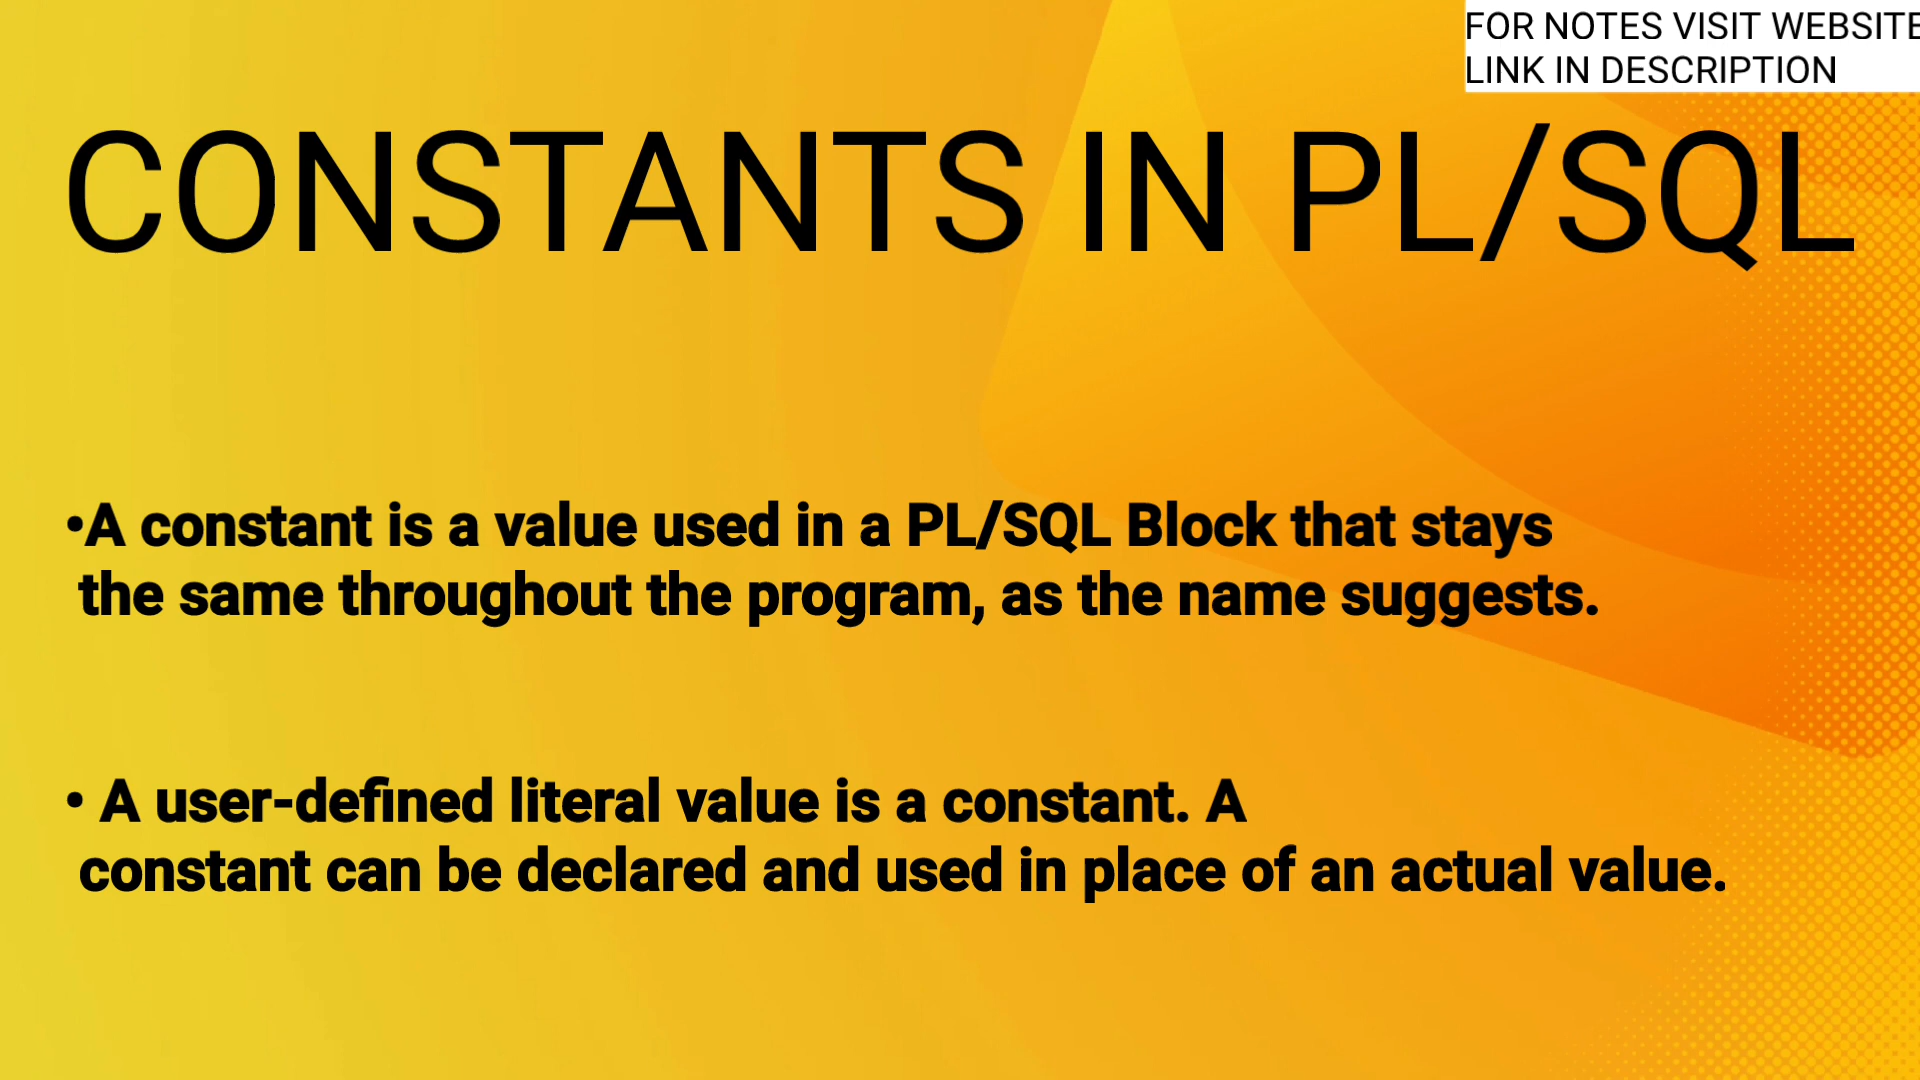 FOR NOTES VISIT WEBSITE
LINK IN DESCRIPTION
CONSTANTS IN PL/SQL
•A constant is a value used in a PL/SQL Block that stays
the same throughout the program, as the name suggests.
• A user-defined literal value is a constant. A
constant can be declared and used in place of an actual value.